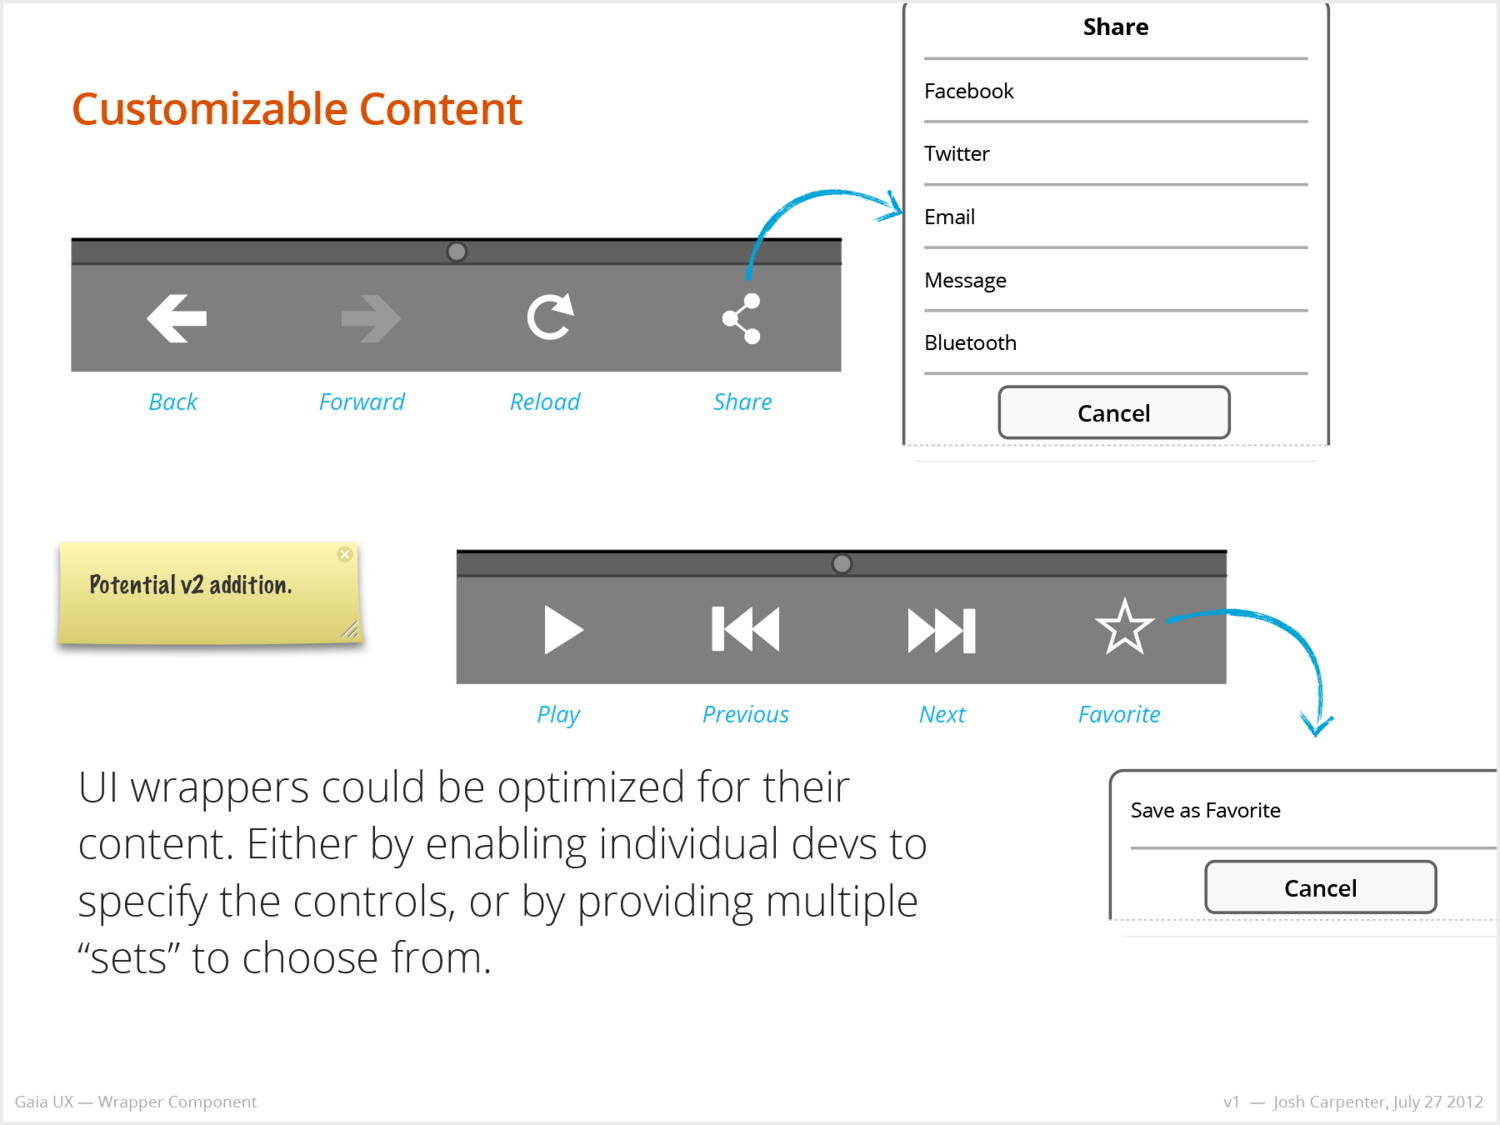 Customizable Content
Share
Facebook
Twitter
Email
Message
Bluetooth
Cancel
Back
Forward
Reload
Share
Potential v2 addition.
Play
Previous
Next
Favorite
Save as Favorite
Cancel
UI wrappers could be optimized for their
content. Either by enabling individual devs to
specify the controls, or by providing multiple
“sets” to choose from.
Gaia UX — Wrapper Component
v1 — Josh Carpenter, July 27 2012